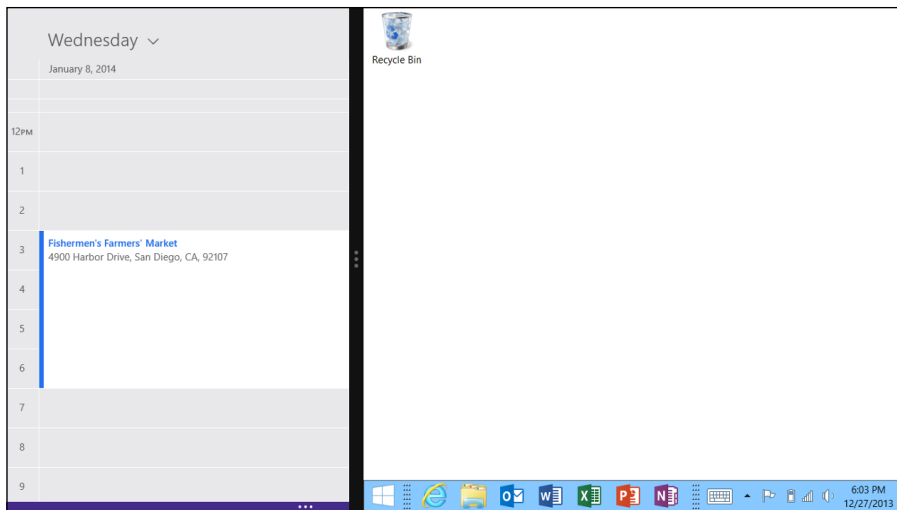 Wednesday
January 8, 2014
12PM
1
2
3
Fishermen's Farmers' Market
4900 Harbor Drive, San Diego, CA, 92107
4
5
6
7
8
9
Recycle Bin
6:03 PM
12/27/2013